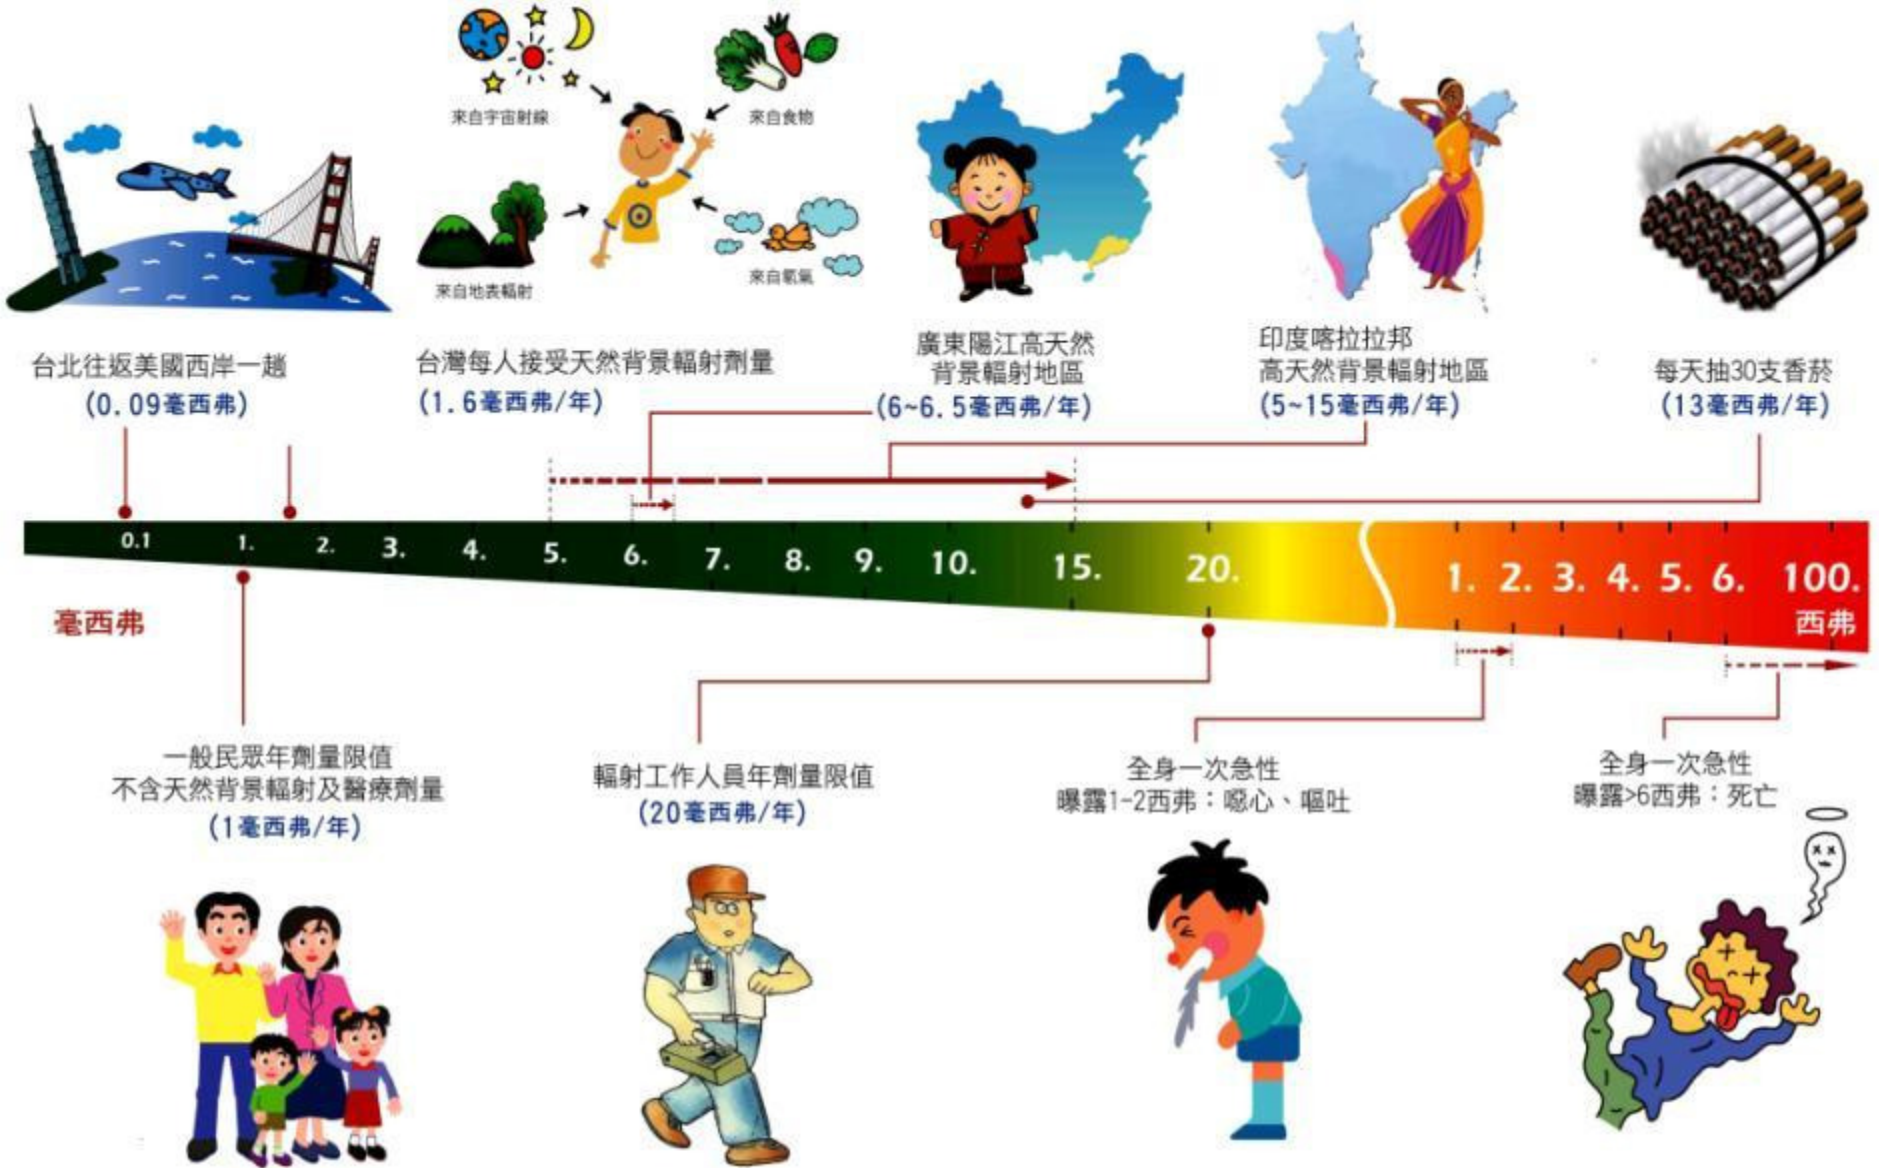 來自宇宙射線
來自食物
來自地表輻射
來自氡氣
台北往返美國西岸一趟
(0.09毫西弗)
台灣每人接受天然背景輻射劑量
(1.6毫西弗/年)
廣東陽江高天然
背景輻射地區
(6~6.5毫西弗/年)
印度喀拉拉邦
高天然背景輻射地區
(5~15毫西弗/年)
每天抽30支香菸
(13毫西弗/年)
0.1 1. 2. 3. 4. 5. 6. 7. 8. 9. 10. 15. 20. 1. 2. 3. 4. 5. 6. 100.
毫西弗
西弗
一般民眾年劑量限值
不含天然背景輻射及醫療劑量
(1毫西弗/年)
輻射工作人員年劑量限值
(20毫西弗/年)
全身一次急性
曝露1-2西弗：噁心、嘔吐
全身一次急性
曝露>6西弗：死亡